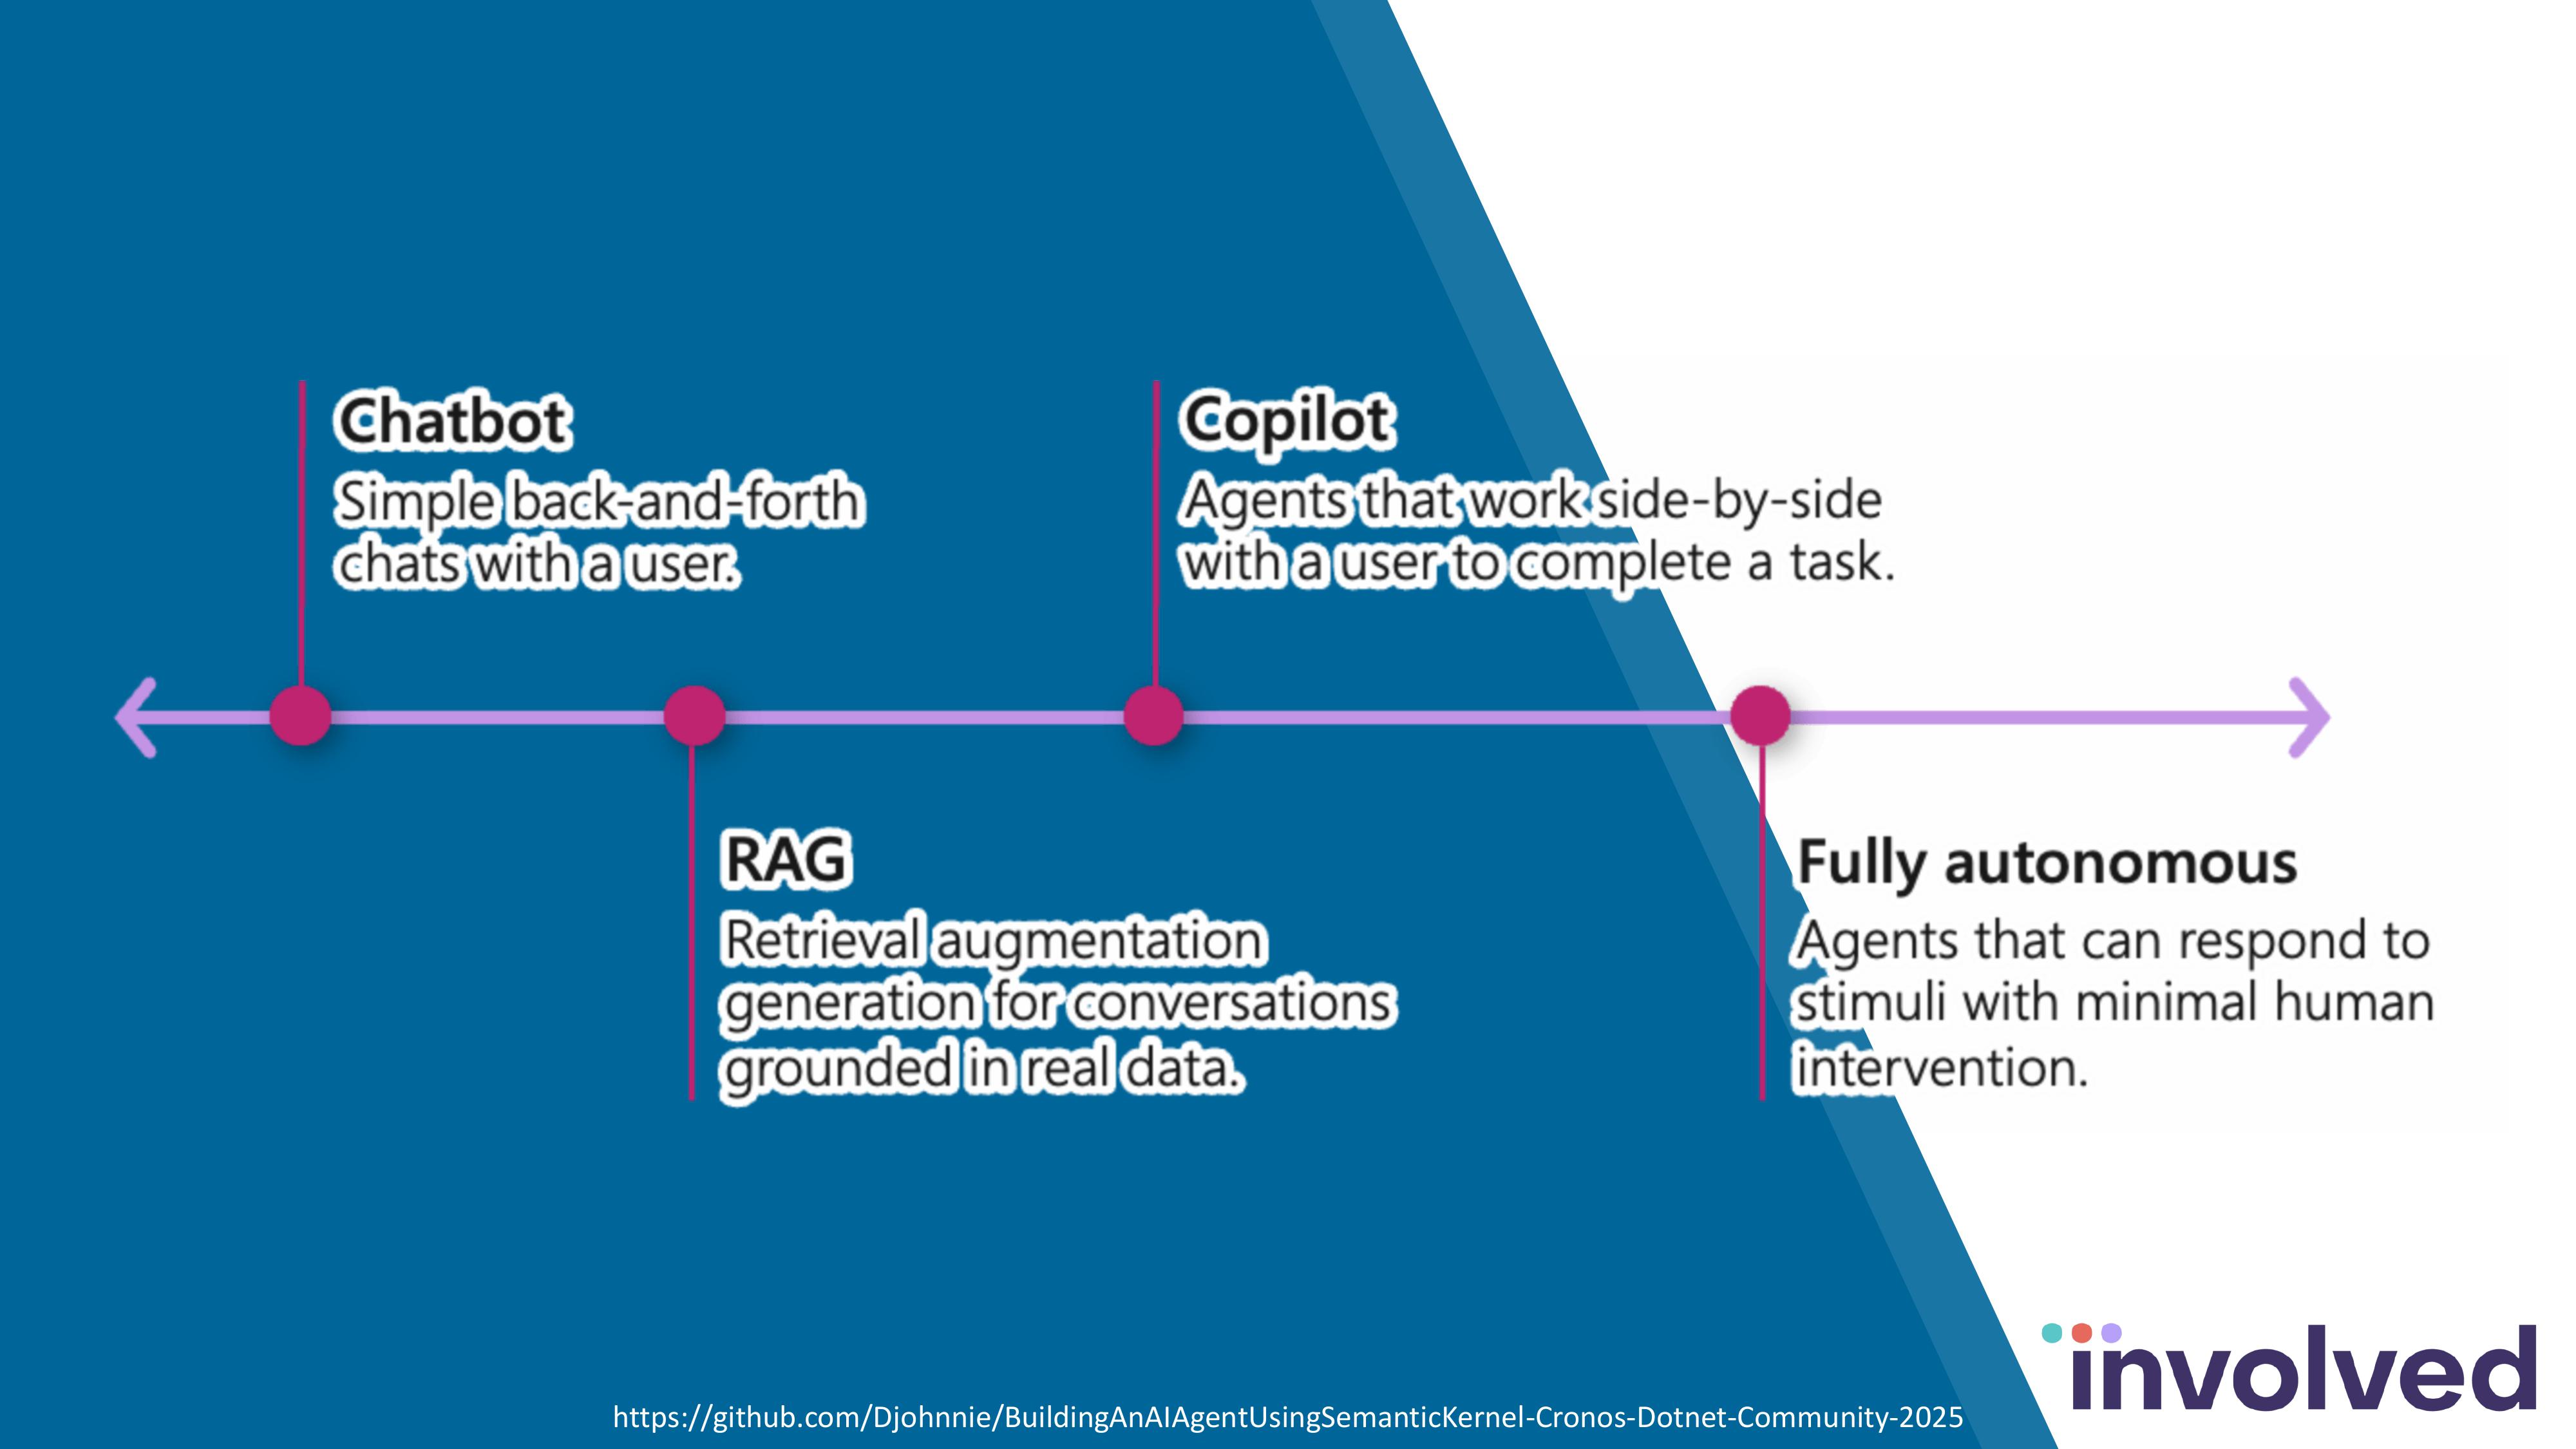 Chatbot
Simple back-and-forth
chats with a user.
Copilot
Agents that work side-by-side
with a user to complete a task.
RAG
Retrieval augmentation
generation for conversations
grounded in real data.
Fully autonomous
Agents that can respond to
stimuli with minimal human
intervention.
involved
https://github.com/Djohnnie/BuildingAnAIAgentUsingSemanticKernel-Cronos-Dotnet-Community-2025